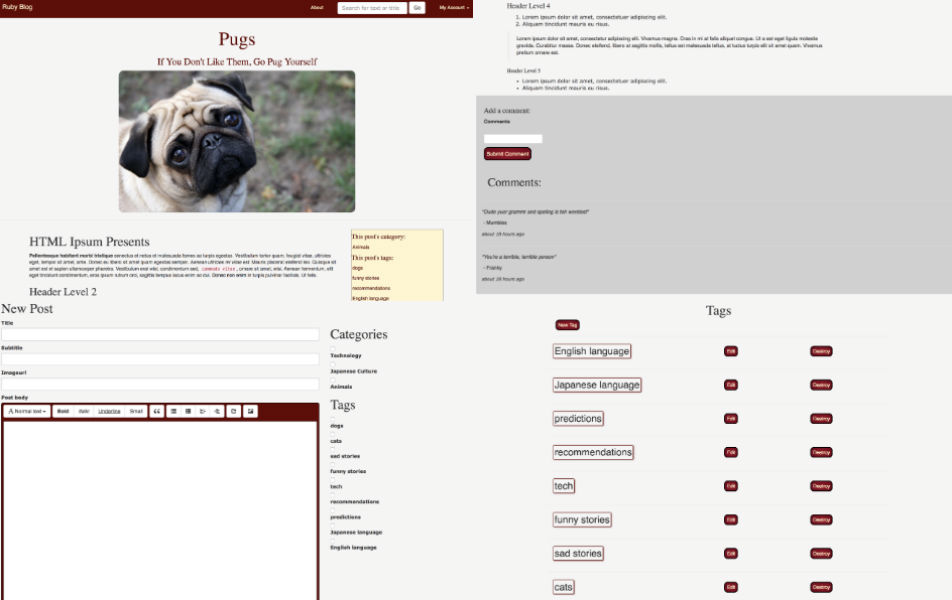 Ruby Blog
About
Search for text or title
Go
My Account
Pugs
If You Don't Like Them, Go Pug Yourself
HTML Ipsum Presents
Pellentesque habitant morbi tristique senectus et netus et malesuada fames ac turpis egestas. Vestibulum tortor quam, feugiat vitae, ultricies
eget, tempor sit amet, ante. Donec eu libero sit amet quam egestas semper. Aenean ultricies mi vitae est. Mauris placerat eleifend leo. Quisque sit
amet est et sapien ullamcorper pharetra. Vestibulum erat wisi, condimentum sed, commodo vitae, ornare sit amet, wisi. Aenean fermentum, elit
eget tincidunt condimentum, eros ipsum rutrum orci, sagittis tempus lacus enim ac dui. Donec non enim in turpis pulvinar facilisis. Ut felis.
Header Level 2
This post's category:
Animals
This post's tags:
dogs
funny stories
recommendations
English language
Header Level 4
1. Lorem ipsum dolor sit amet, consectetuer adipiscing elit.
2. Aliquam tincidunt mauris eu risus.
Lorem ipsum dolor sit amet, consectetur adipiscing elit. Vivamus magna. Cras in mi at felis aliquet congue. Ut a est eget ligula molestie
gravida. Curabitur massa. Donec eleifend, libero at sagittis mollis, tellus est malesuada tellus, at luctus turpis elit sit amet quam. Vivamus
pretium ornare est.
Header Level 5
• Lorem ipsum dolor sit amet, consectetuer adipiscing elit.
• Aliquam tincidunt mauris eu risus.
Add a comment:
Comments
Submit Comment
Comments:
- Mumbles
about 19 hours ago
"You're a terrible, terrible person"
- Franky
about 19 hours ago
New Post
Title
Subtitle
Imageurl
Post body
Normal text
Bold
Italic
Underline
Small
Categories
Technology
Japanese Culture
Animals
Tags
dogs
cats
sad stories
funny stories
tech
recommendations
predictions
Japanese language
English language
Tags
New Tag
English language Edit Destroy
Japanese language Edit Destroy
predictions Edit Destroy
recommendations Edit Destroy
tech Edit Destroy
funny stories Edit Destroy
sad stories Edit Destroy
cats Edit Destroy